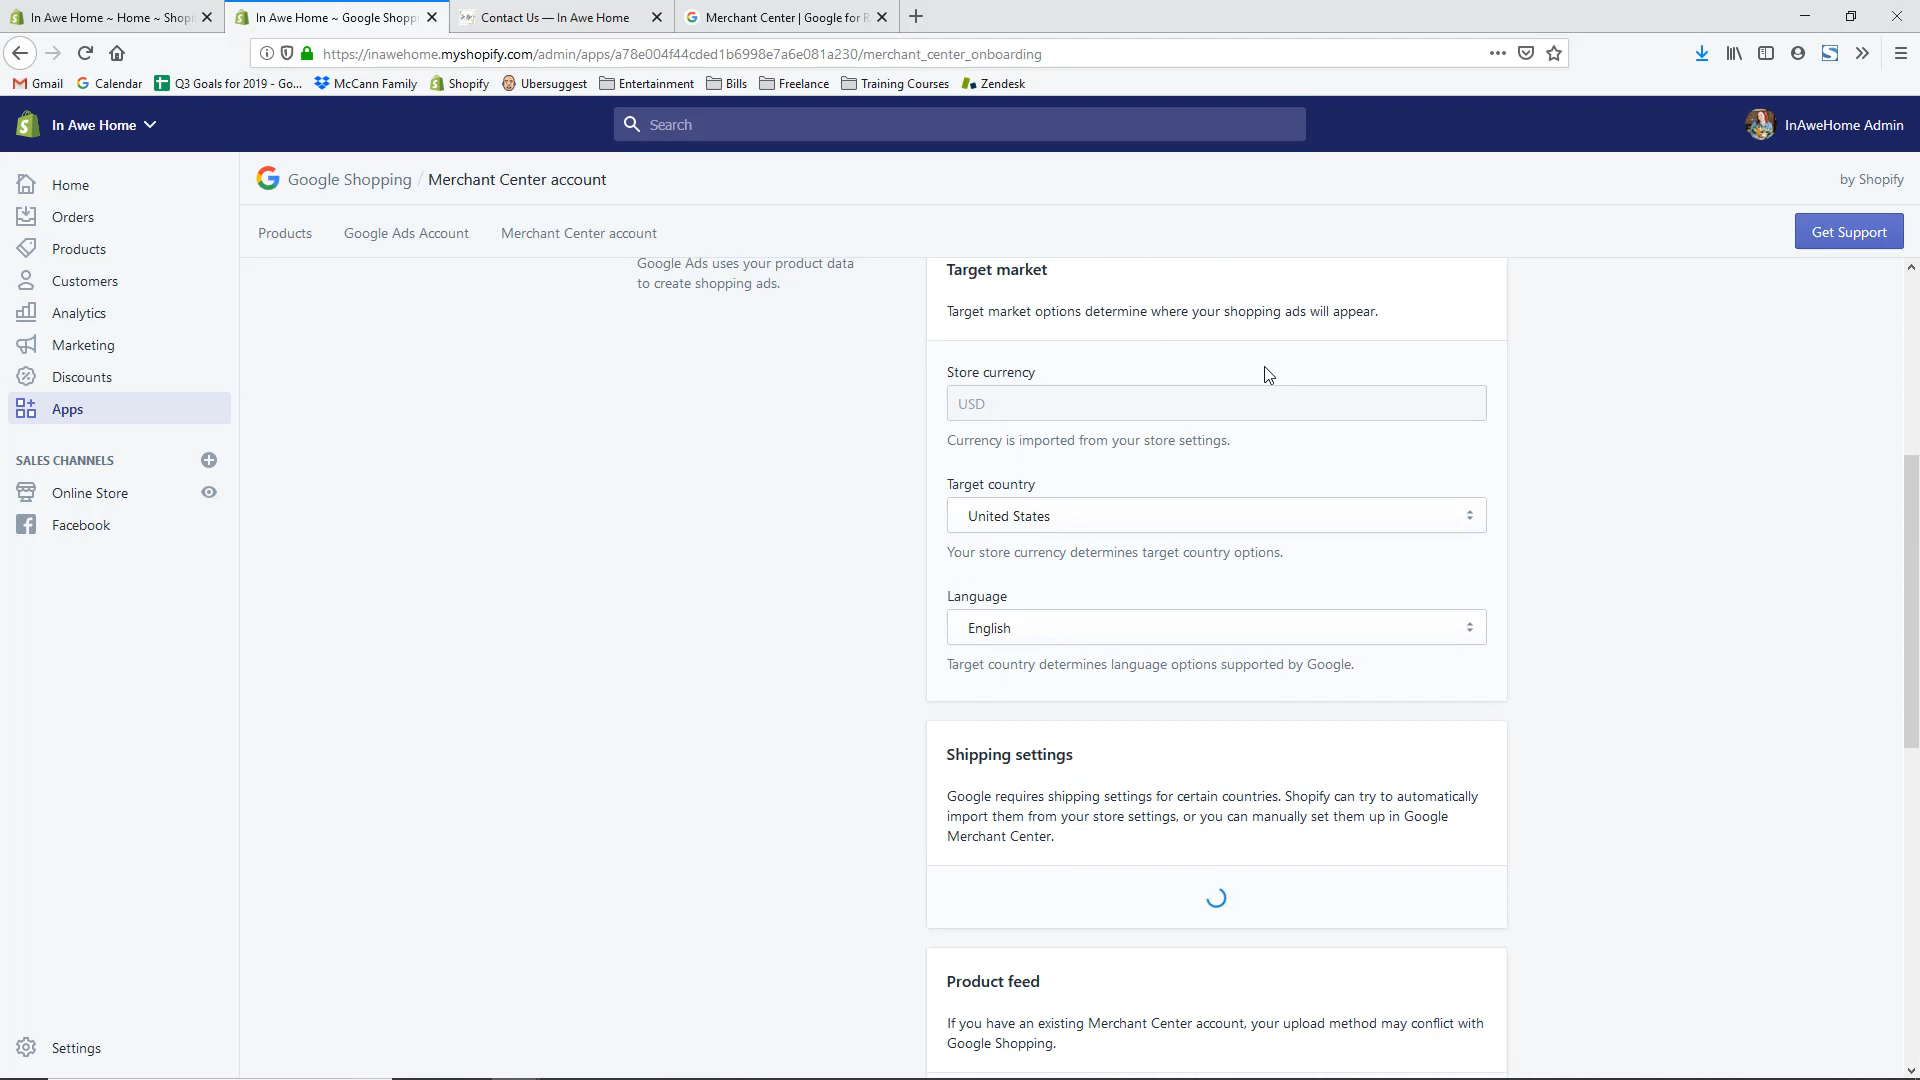 In Awe Home ~ Home ~ Shopi
In Awe Home ~ Google Shoppi
Contact Us — In Awe Home
Merchant Center | Google for R
https://inawehome.myshopify.com/admin/apps/a78e004f44cded1b6998e7a6e081a230/merchant_center_onboarding
Gmail
Calendar
Q3 Goals for 2019 - Go...
McCann Family
Shopify
Ubersuggest
Entertainment
Bills
Freelance
Training Courses
Zendesk
In Awe Home
Search
InAweHome Admin
Home
Orders
Products
Customers
Analytics
Marketing
Discounts
Apps
SALES CHANNELS
Online Store
Facebook
Settings
Google Shopping / Merchant Center account
by Shopify
Products
Google Ads Account
Merchant Center account
Get Support
Google Ads uses your product data
to create shopping ads.
Target market
Target market options determine where your shopping ads will appear.
Store currency
USD
Currency is imported from your store settings.
Target country
United States
Your store currency determines target country options.
Language
English
Target country determines language options supported by Google.
Shipping settings
Google requires shipping settings for certain countries. Shopify can try to automatically
import them from your store settings, or you can manually set them up in Google
Merchant Center.
Product feed
If you have an existing Merchant Center account, your upload method may conflict with
Google Shopping.